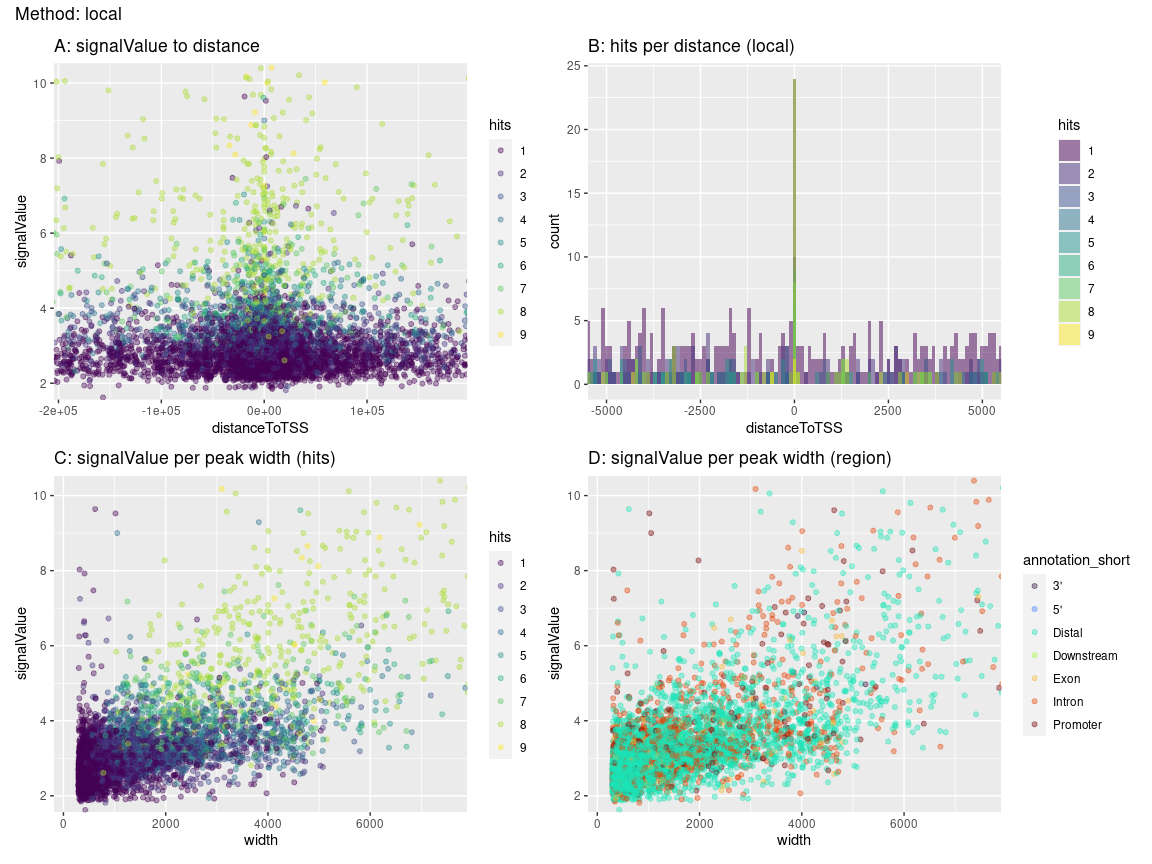 Method: local
A: signalValue to distance
signalValue
10
8
6
4
2
-2e+05
-1e+05
0e+00
1e+05
distanceToTSS
hits
1
2
3
4
5
6
7
8
9
B: hits per distance (local)
count
25
20
15
10
5
0
-5000
-2500
0
2500
5000
distanceToTSS
hits
1
2
3
4
5
6
7
8
9
C: signalValue per peak width (hits)
signalValue
10
8
6
4
2
0
2000
4000
6000
width
hits
1
2
3
4
5
6
7
8
9
D: signalValue per peak width (region)
signalValue
10
8
6
4
2
0
2000
4000
6000
width
annotation_short
3'
5'
Distal
Downstream
Exon
Intron
Promoter